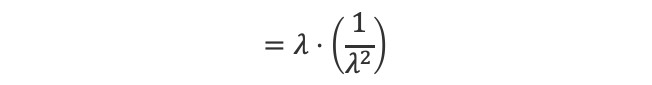 = λ · (1/λ²)